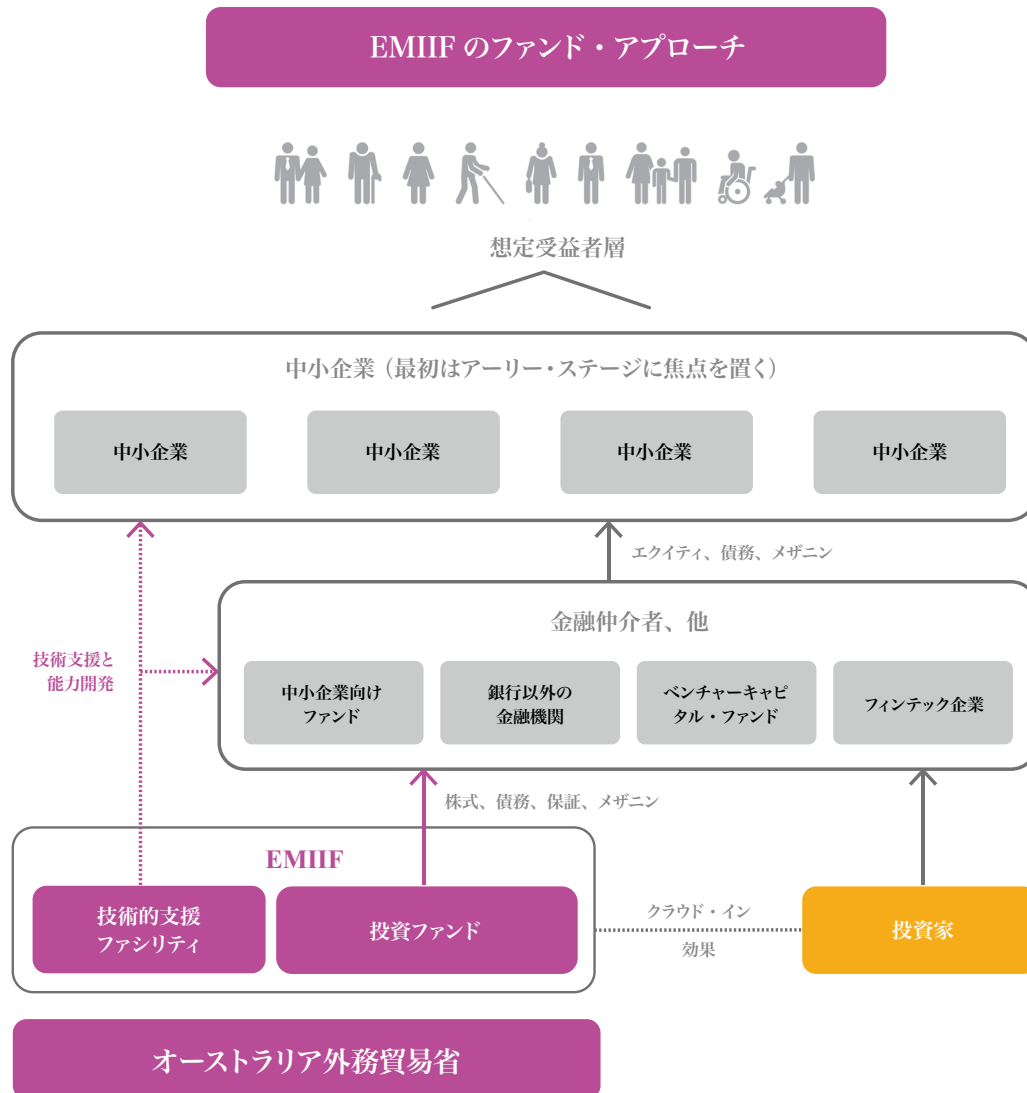 EMIIF のファンド・アプローチ
想定受益者層
中小企業（最初はアーリー・ステージに焦点を置く）
中小企業
中小企業
中小企業
中小企業
エクイティ、債務、メザニン
金融仲介者、他
技術支援と
能力開発
中小企業向け
ファンド
銀行以外の
金融機関
ベンチャーキャピ
タル・ファンド
フィンテック企業
株式、債務、保証、メザニン
EMIIF
技術的支援
ファシリティ
投資ファンド
クラウド・イン
効果
投資家
オーストラリア外務貿易省